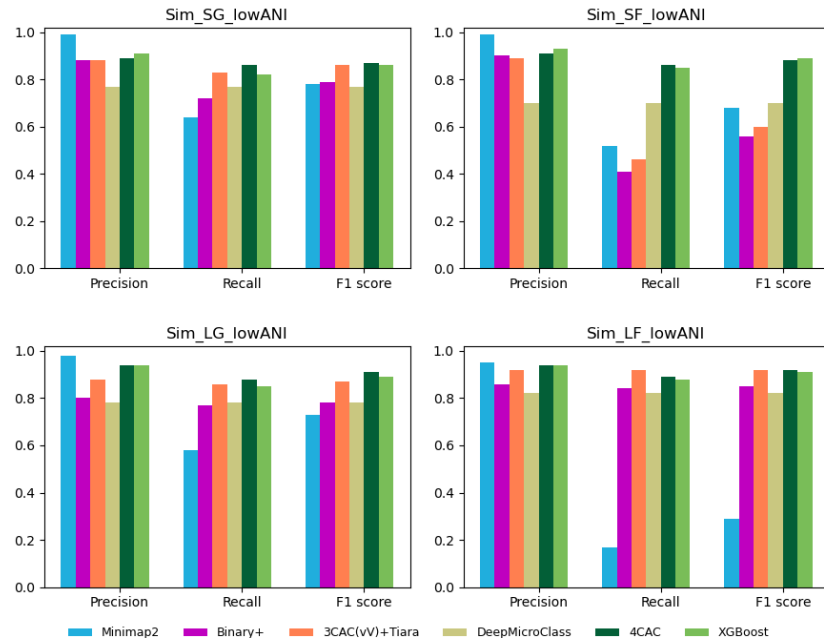 Sim_SG_lowANI
Sim_SF_lowANI
1.0
0.8
0.6
0.4
0.2
0.0
Precision Recall F1 score
1.0
0.8
0.6
0.4
0.2
0.0
Precision Recall F1 score
Sim_LG_lowANI
Sim_LF_lowANI
1.0
0.8
0.6
0.4
0.2
0.0
Precision Recall F1 score
1.0
0.8
0.6
0.4
0.2
0.0
Precision Recall F1 score
Minimap2 Binary+ 3CAC(vV)+Tiara DeepMicroClass 4CAC XGBoost